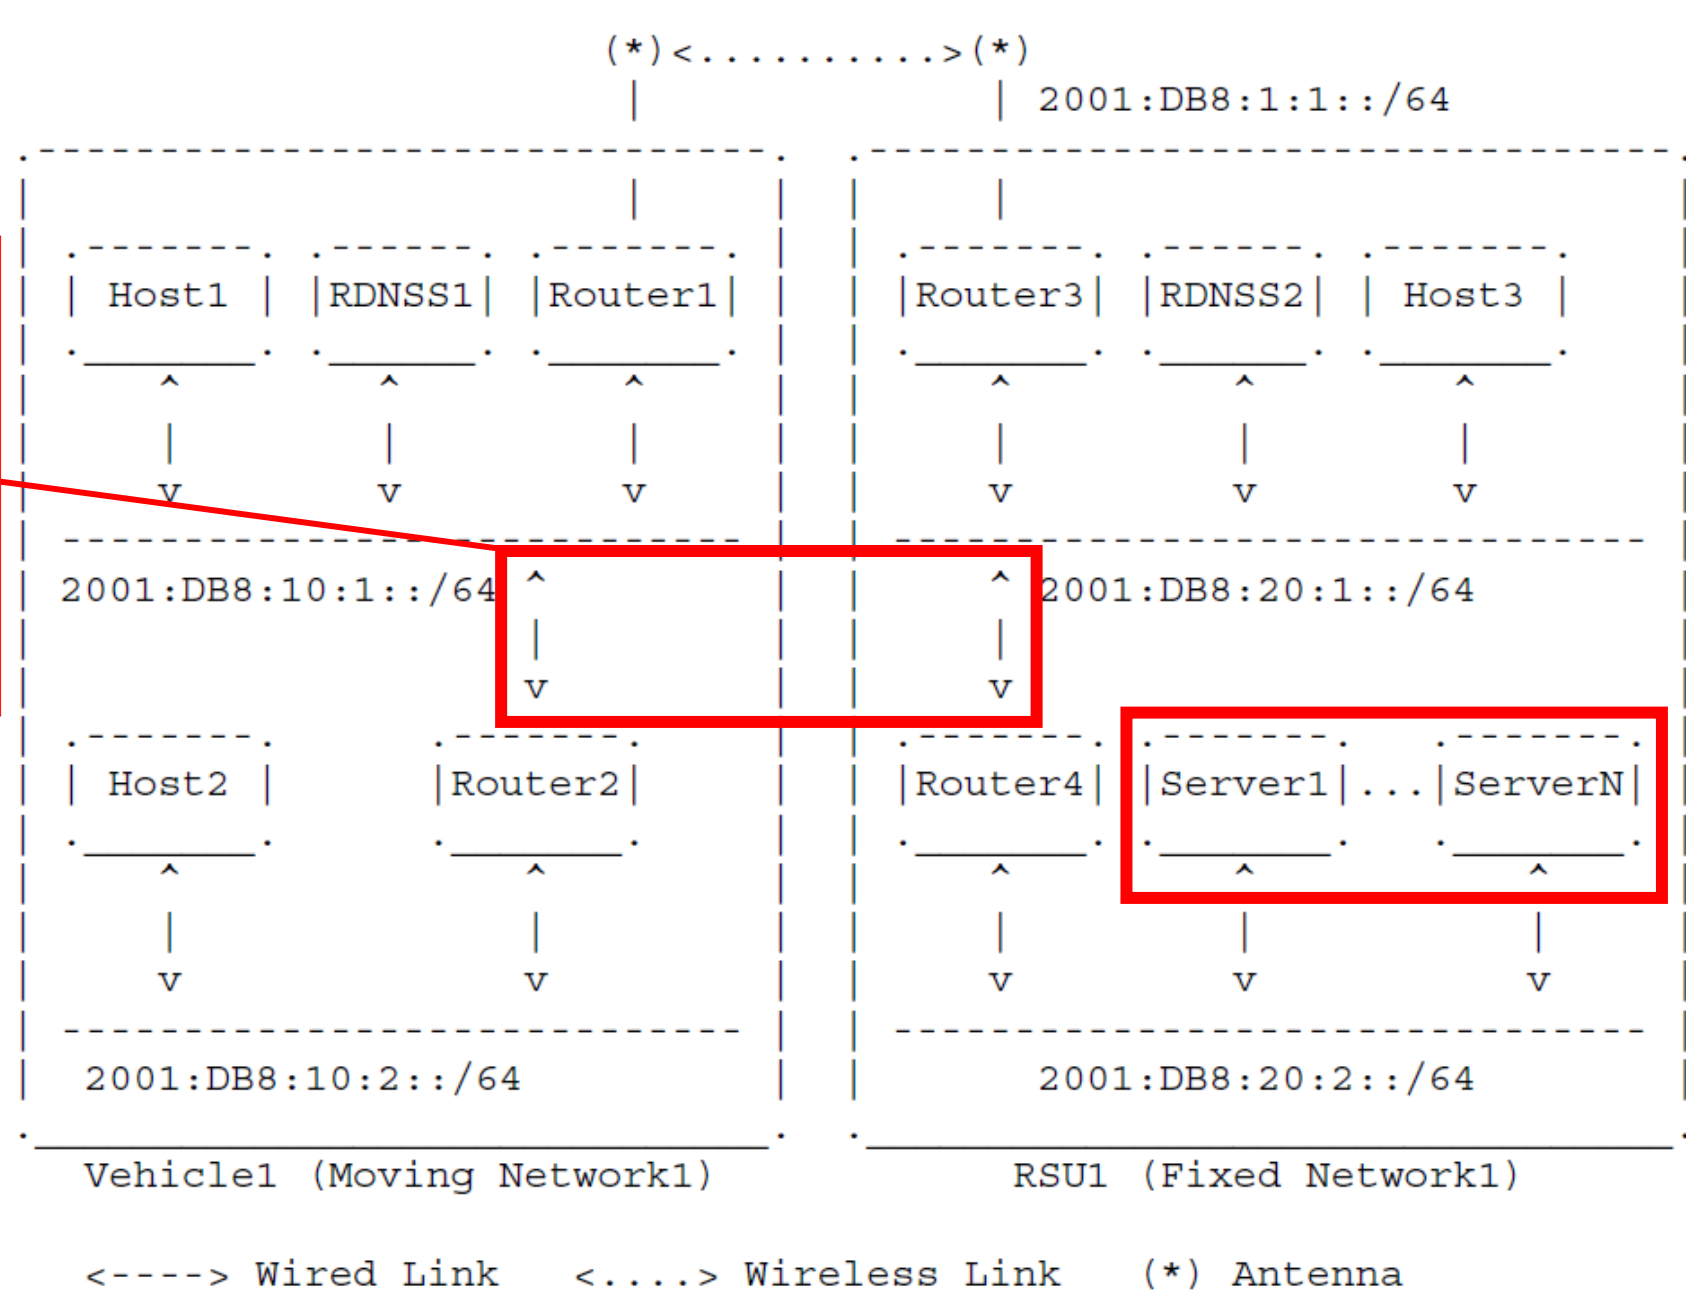 (*)<..........>(*)
2001:DB8:1:1::/64
Host1 RDNSS1 Router1 Router3 RDNSS2 Host3
2001:DB8:10:1::/64 2001:DB8:20:1::/64
Host2 Router2 Router4 Server1...ServerN
2001:DB8:10:2::/64 2001:DB8:20:2::/64
Vehicle1 (Moving Network1) RSU1 (Fixed Network1)
<----> Wired Link <....> Wireless Link (*) Antenna